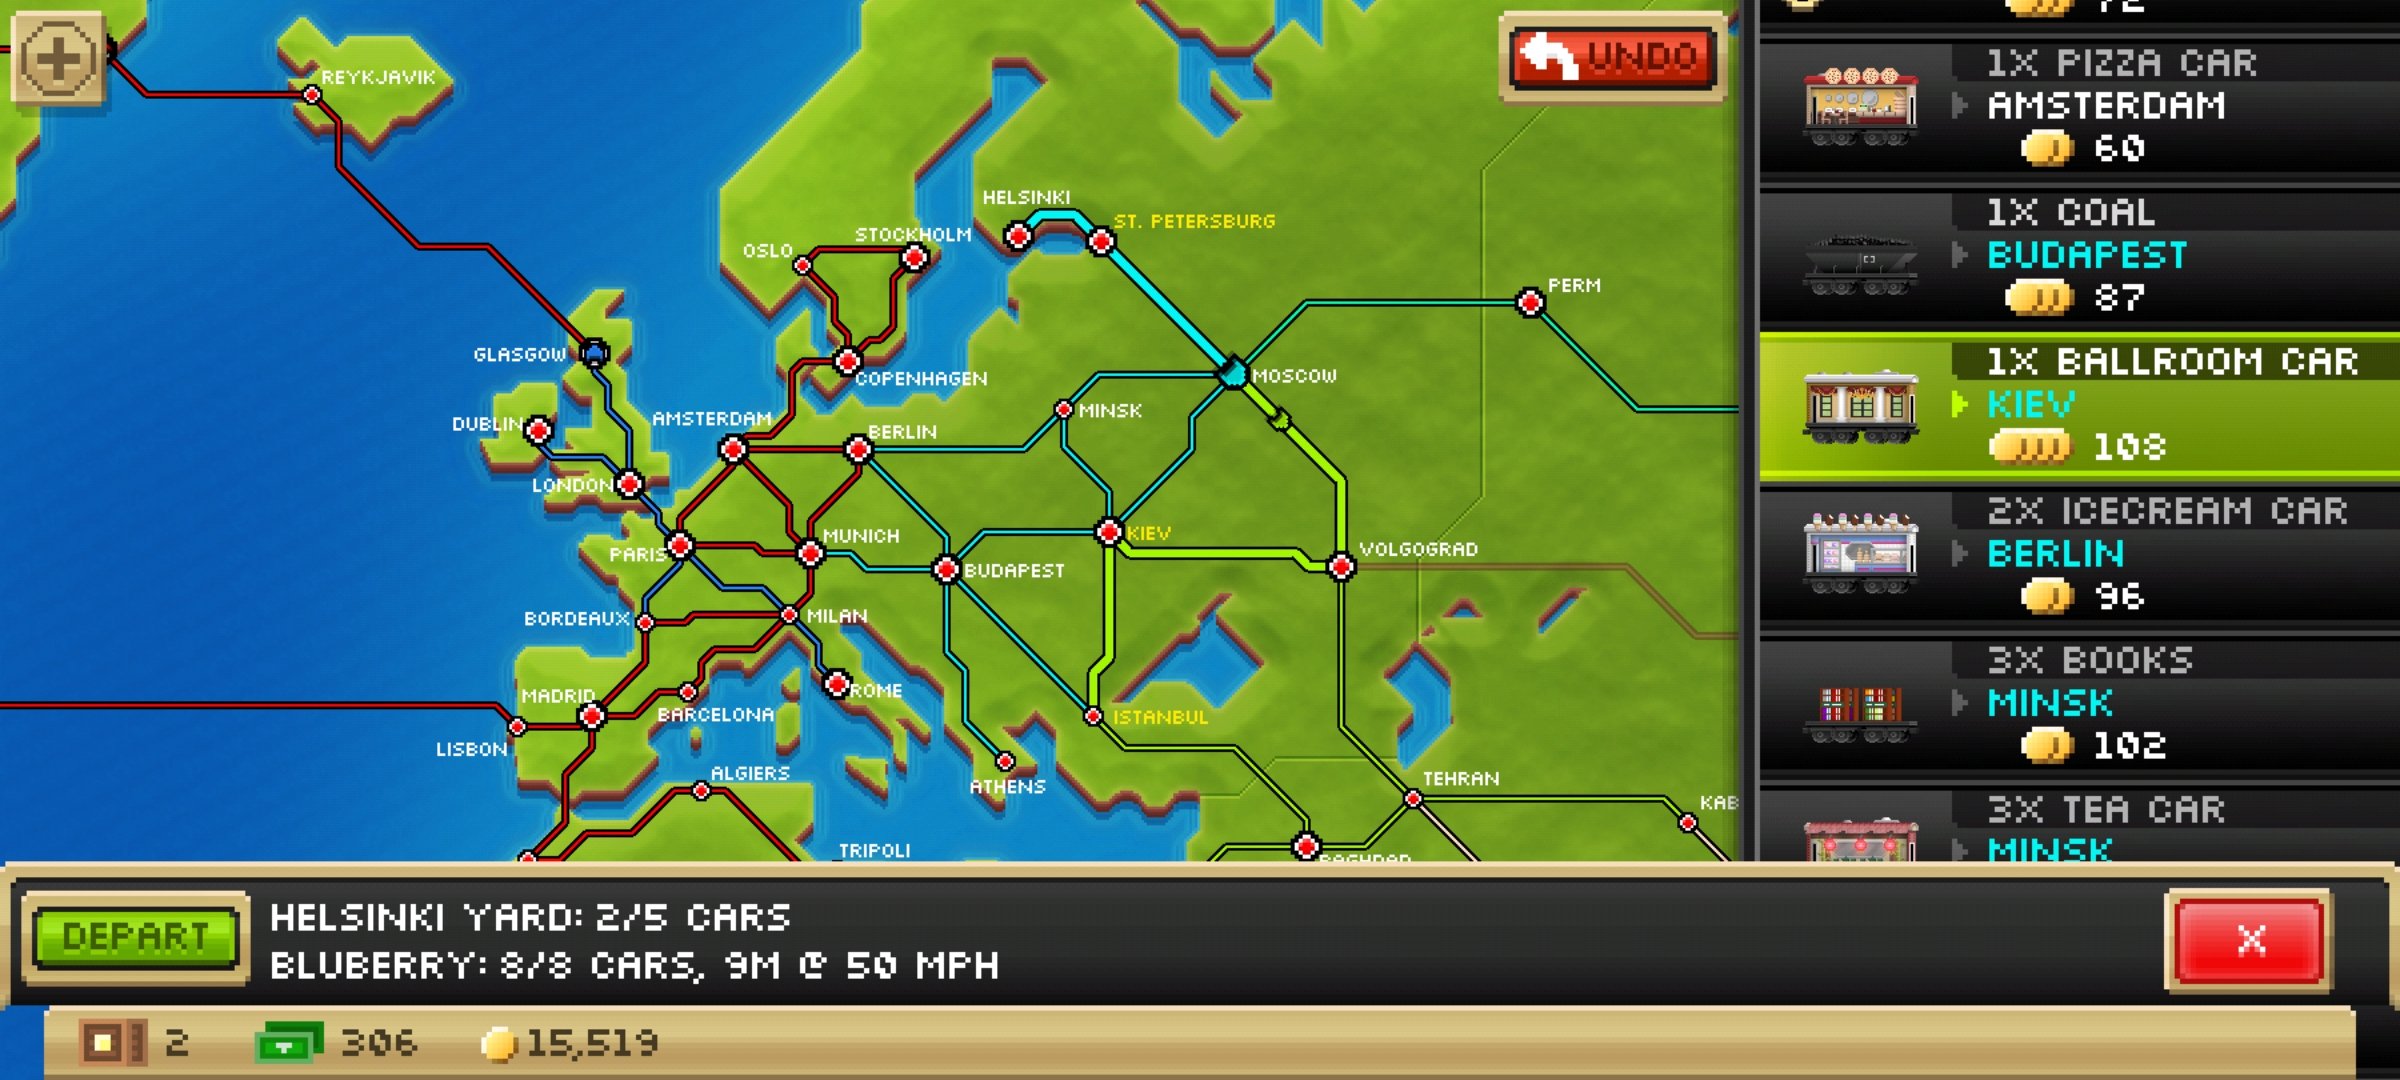 REYKJAVIK
UNDO
HELSINKI
ST. PETERSBURG
STOCKHOLM
OSLO
PERM
GLASGOW
COPENHAGEN
MOSCOW
AMSTERDAM
MINSK
DUBLIN
BERLIN
LONDON
MUNICH
KIEV
PARIS
VOLGOGRAD
BUDAPEST
BORDEAUX
MILAN
MADRID
ROME
BARCELONA
ISTANBUL
LISBON
ALGIERS
ATHENS
TEHRAN
KAB
TRIPOLI
BAGHDAD
72
1X PIZZA CAR
AMSTERDAM
60
1X COAL
BUDAPEST
87
1X BALLROOM CAR
KIEV
108
2X ICECREAM CAR
BERLIN
96
3X BOOKS
MINSK
102
3X TEA CAR
MINSK
DEPART
HELSINKI YARD: 2/5 CARS
BLUBERRY: 8/8 CARS, 9M @ 50 MPH
X
2
306
15,519